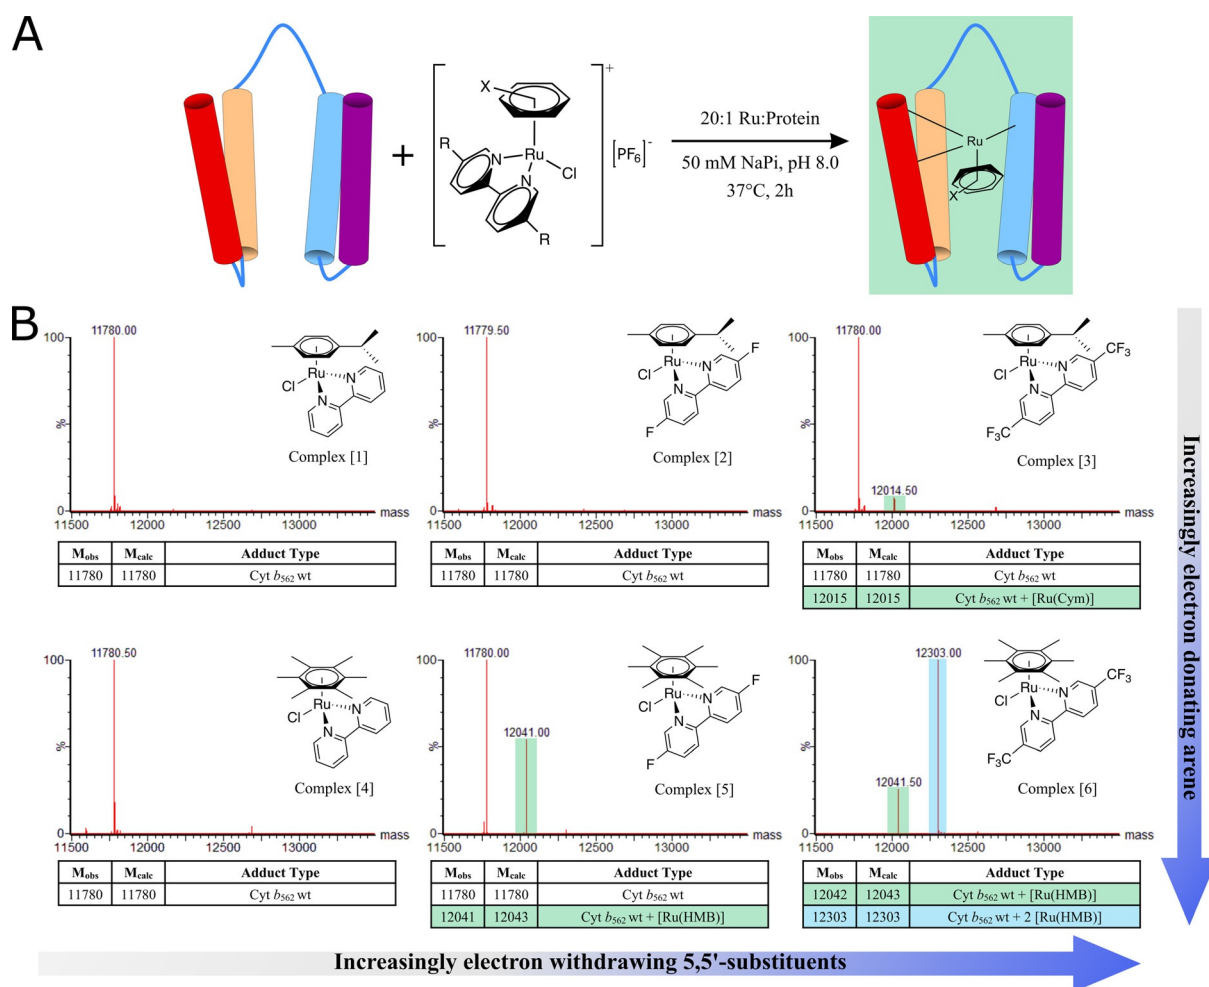 A
X
R
N
N
Ru
Cl
R
+
[PF6]-
+
20:1 Ru:Protein
50 mM NaPi, pH 8.0
37°C, 2h
Ru
X
B
11780.00
100
%
0
11500 12000 12500 13000 mass
Ru
Cl
N
N
Complex [1]
Mobs Mcalc Adduct Type
11780 11780 Cyt b562 wt
11779.50
100
%
0
11500 12000 12500 13000 mass
Ru
Cl
N
N
F
F
Complex [2]
Mobs Mcalc Adduct Type
11780 11780 Cyt b562 wt
11780.00
12014.50
100
%
0
11500 12000 12500 13000 mass
Ru
Cl
N
N
CF3
F3C
Complex [3]
Mobs Mcalc Adduct Type
11780 11780 Cyt b562 wt
12015 12015 Cyt b562 wt + [Ru(Cym)]
11780.50
100
%
0
11500 12000 12500 13000 mass
Ru
Cl
N
N
Complex [4]
Mobs Mcalc Adduct Type
11780 11780 Cyt b562 wt
11780.00
12041.00
100
%
0
11500 12000 12500 13000 mass
Ru
Cl
N
N
F
F
Complex [5]
Mobs Mcalc Adduct Type
11780 11780 Cyt b562 wt
12041 12043 Cyt b562 wt + [Ru(HMB)]
12303.00
12041.50
100
%
0
11500 12000 12500 13000 mass
Ru
Cl
N
N
CF3
F3C
Complex [6]
Mobs Mcalc Adduct Type
12042 12043 Cyt b562 wt + [Ru(HMB)]
12303 12303 Cyt b562 wt + 2 [Ru(HMB)]
Increasingly electron donating arene
Increasingly electron withdrawing 5,5'-substituents